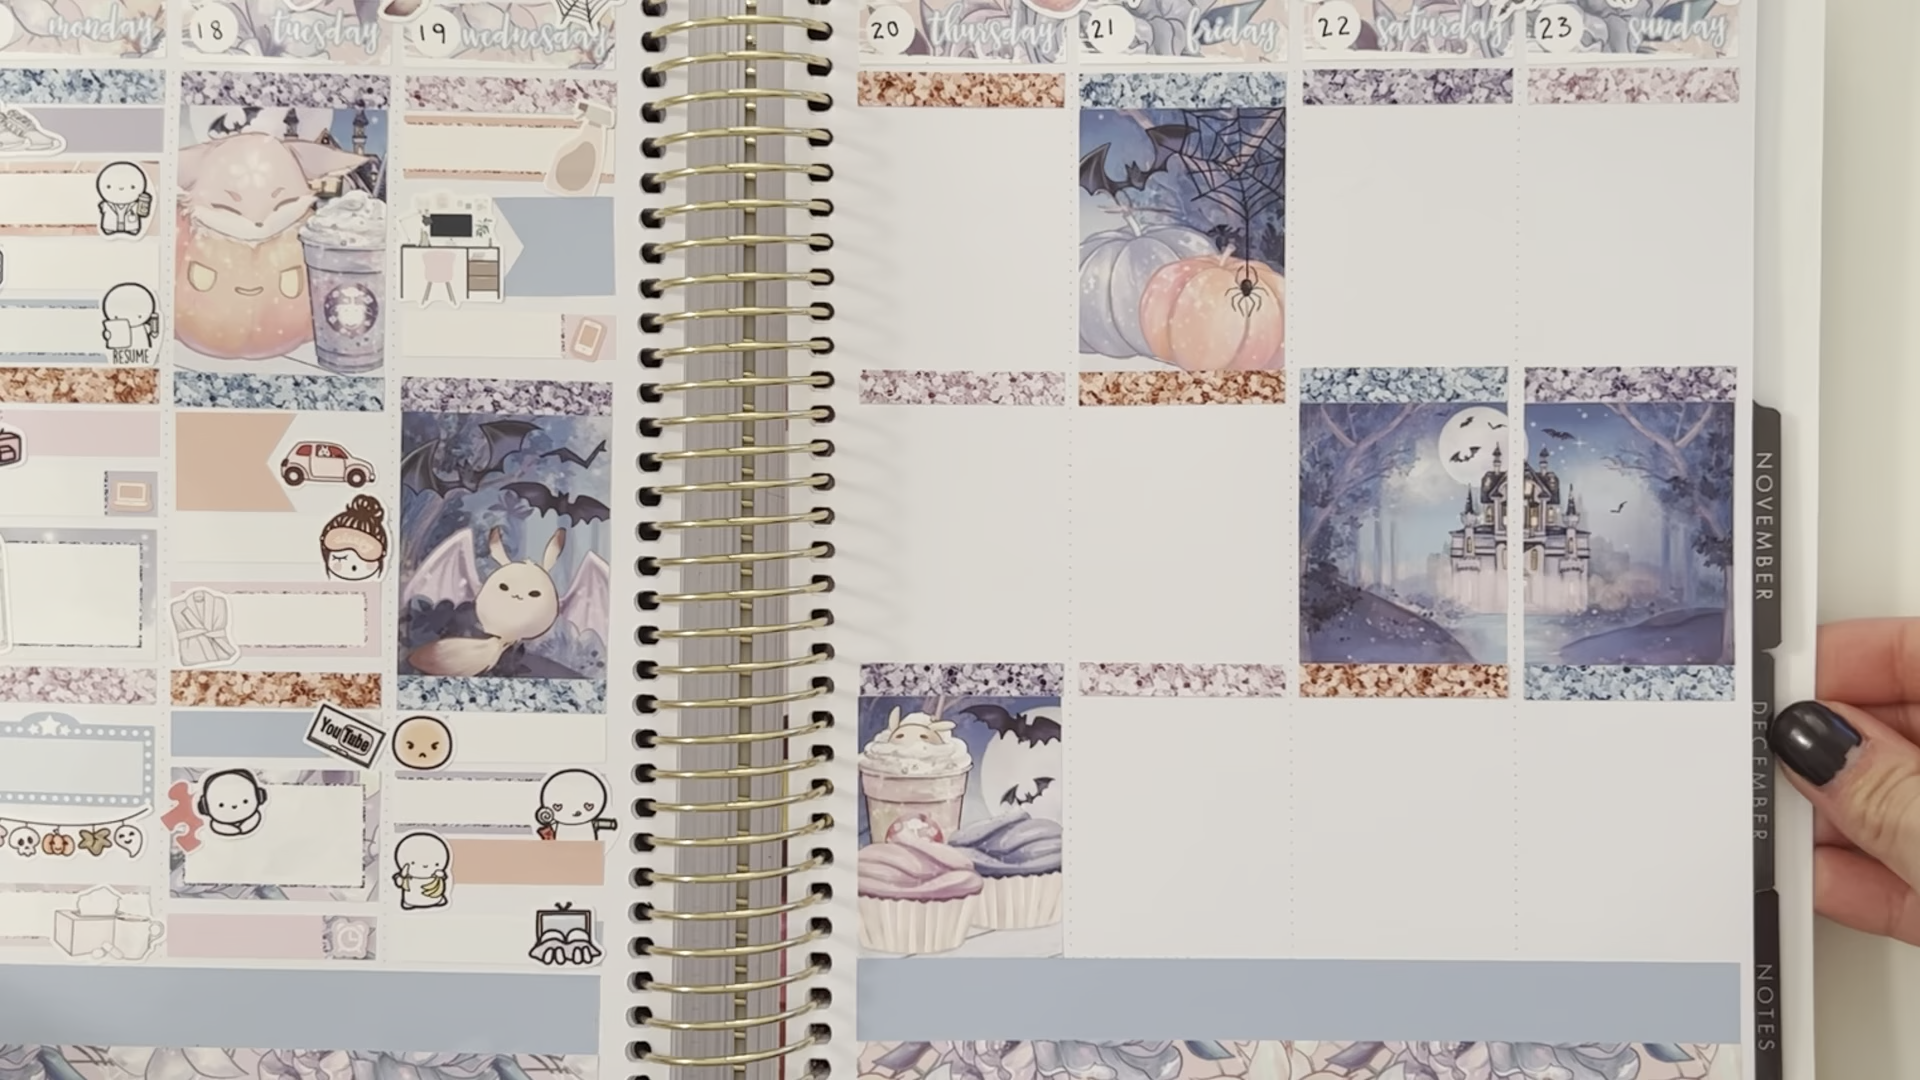 monday
18 tuesday
19 wednesday
20 thursday
21 friday
22 saturday
23 sunday
RESUME
YouTube
NOVEMBER
DECEMBER
NOTES